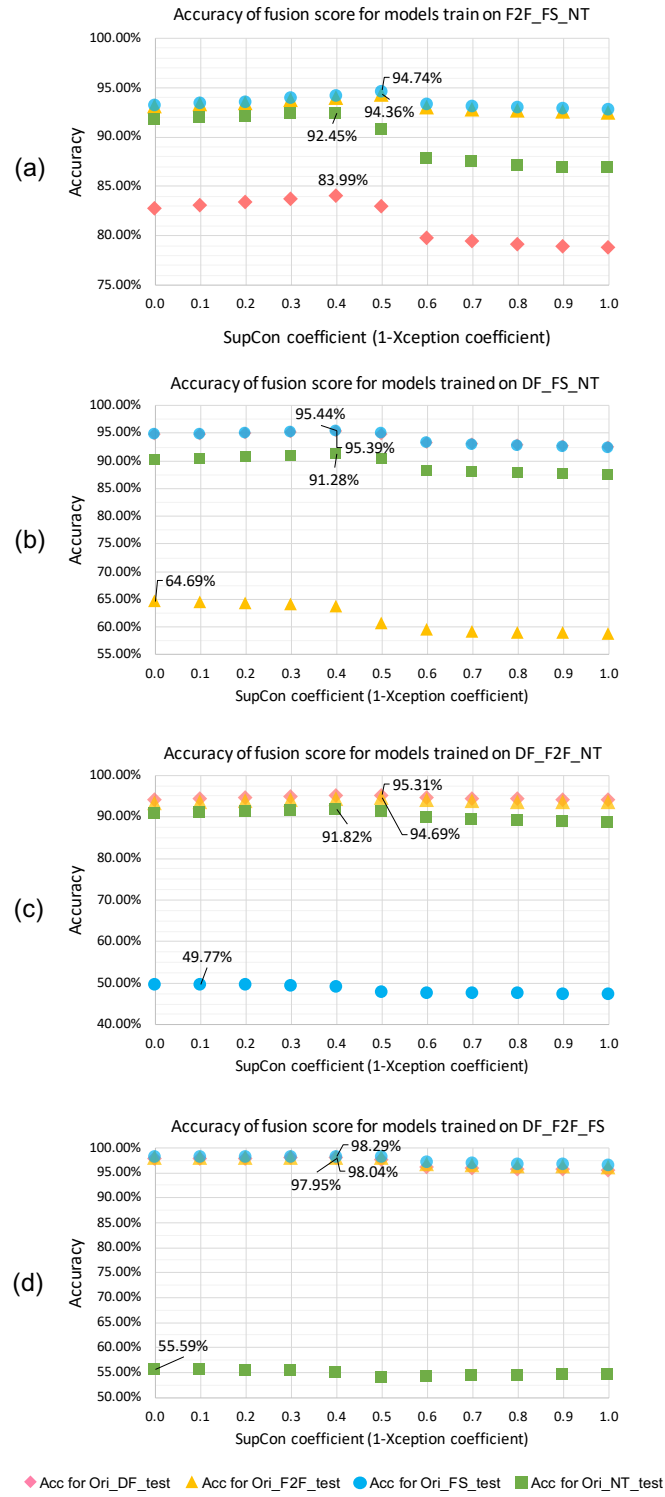 Accuracy of fusion score for models train on F2F_FS_NT
100.00%
95.00%
90.00%
85.00%
80.00%
75.00%
94.74%
94.36%
92.45%
83.99%
(a)
Accuracy
0.0 0.1 0.2 0.3 0.4 0.5 0.6 0.7 0.8 0.9 1.0
SupCon coefficient (1-Xception coefficient)
Accuracy of fusion score for models trained on DF_FS_NT
100.00%
95.00%
90.00%
85.00%
80.00%
75.00%
70.00%
65.00%
60.00%
55.00%
95.44%
95.39%
91.28%
64.69%
(b)
Accuracy
0.0 0.1 0.2 0.3 0.4 0.5 0.6 0.7 0.8 0.9 1.0
SupCon coefficient (1-Xception coefficient)
Accuracy of fusion score for models trained on DF_F2F_NT
100.00%
90.00%
80.00%
70.00%
60.00%
50.00%
40.00%
95.31%
94.69%
91.82%
49.77%
(c)
Accuracy
0.0 0.1 0.2 0.3 0.4 0.5 0.6 0.7 0.8 0.9 1.0
SupCon coefficient (1-Xception coefficient)
Accuracy of fusion score for models trained on DF_F2F_FS
100.00%
95.00%
90.00%
85.00%
80.00%
75.00%
70.00%
65.00%
60.00%
55.00%
50.00%
98.29%
98.04%
97.95%
55.59%
(d)
Accuracy
0.0 0.1 0.2 0.3 0.4 0.5 0.6 0.7 0.8 0.9 1.0
SupCon coefficient (1-Xception coefficient)
Acc for Ori_DF_test Acc for Ori_F2F_test Acc for Ori_FS_test Acc for Ori_NT_test